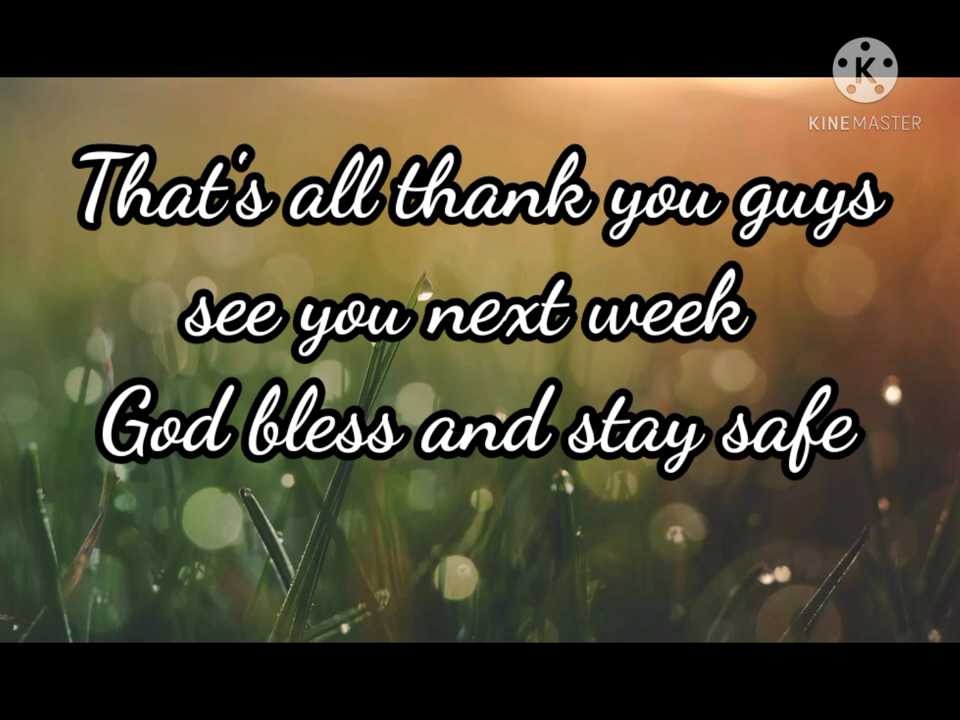 K
KINEMASTER
That's all thank you guys
see you next week
God bless and stay safe